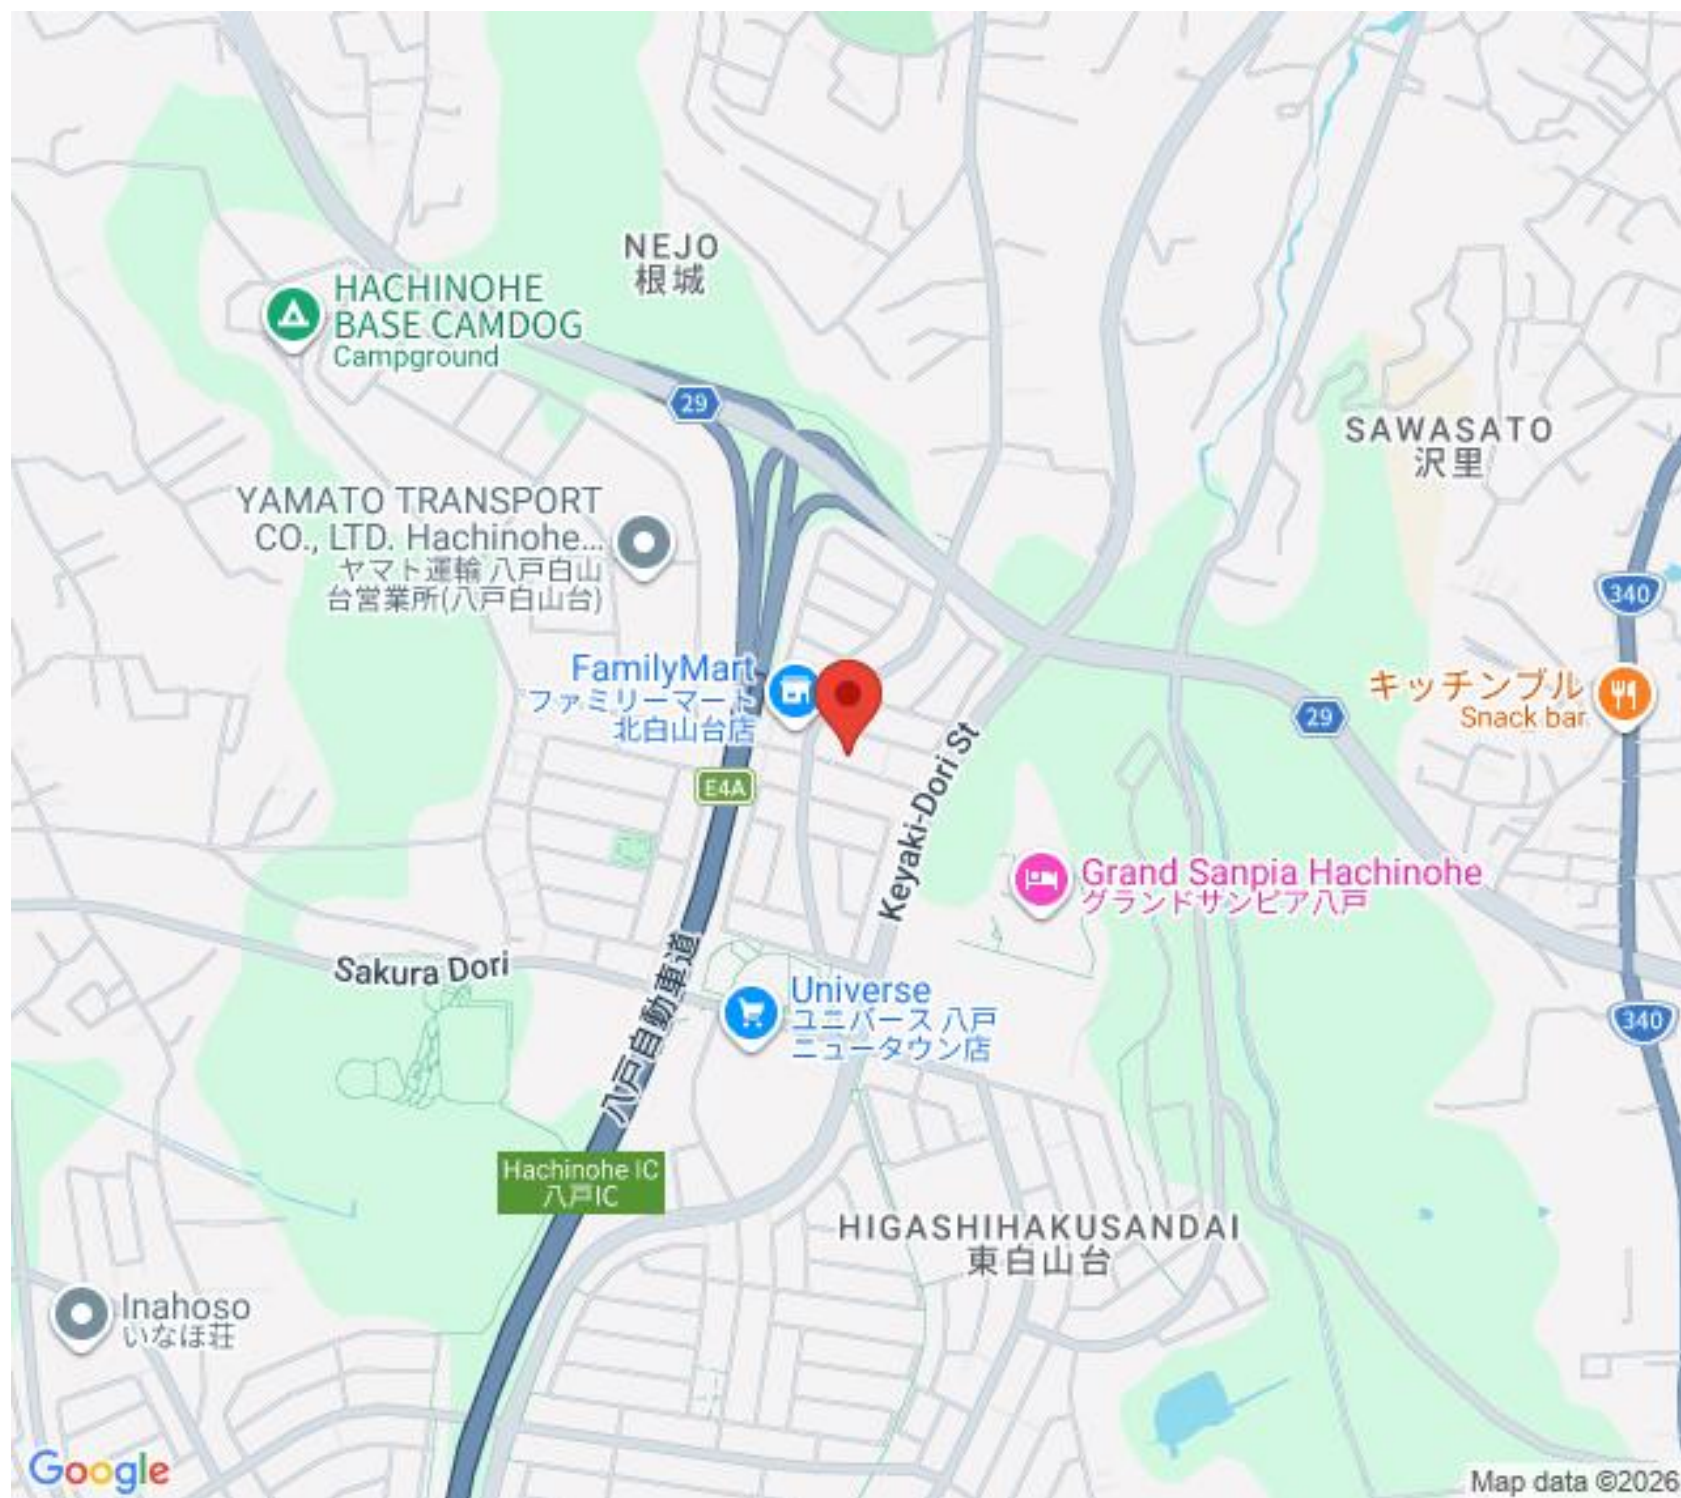 NEJO
根城
HACHINOHE
BASE CAMDOG
Campground
29
SAWASATO
沢里
YAMATO TRANSPORT
CO., LTD. Hachinohe...
ヤマト運輸 八戸白山
台営業所(八戸白山台)
340
FamilyMart
ファミリーマート
北白山台店
キッチンブル
Snack bar
29
E4A
Keyaki-Dori St
Grand Sanpia Hachinohe
グランドサンピア八戸
Sakura Dori
八戸自動車道
Universe
ユニバース 八戸
ニュータウン店
340
Hachinohe IC
八戸IC
HIGASHIHAKUSANDAI
東白山台
Inahoso
いなほ荘
Google
Map data ©2026